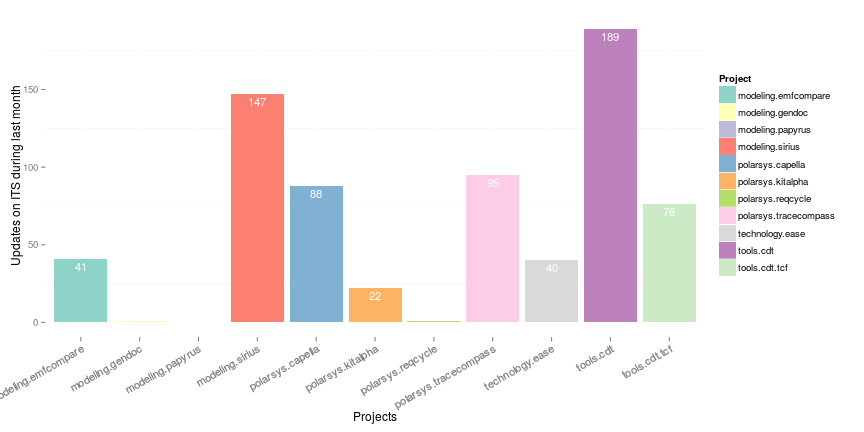 Updates on ITS during last month
150
100
50
0
41
147
88
22
95
40
189
76
odeling.emfcompare
modeling.gendoc
modeling.papyrus
modeling.sirius
polarsys.capella
polarsys.kitalpha
polarsys.reqcycle
polarsys.tracecompass
technology.ease
tools.cdt
tools.cdt.tcf
Projects
Project
modeling.emfcompare
modeling.gendoc
modeling.papyrus
modeling.sirius
polarsys.capella
polarsys.kitalpha
polarsys.reqcycle
polarsys.tracecompass
technology.ease
tools.cdt
tools.cdt.tcf